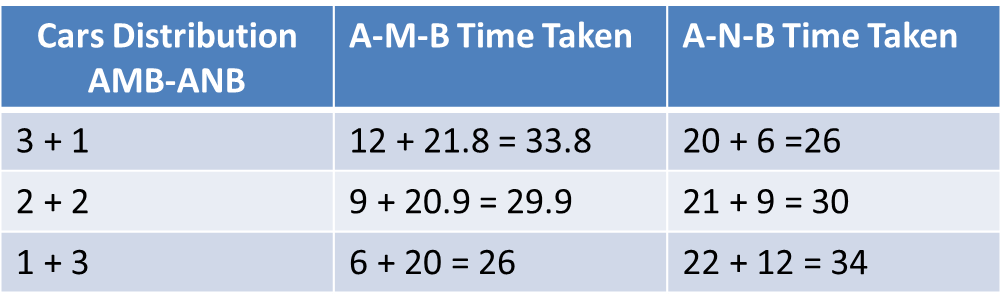 Cars Distribution AMB-ANB | A-M-B Time Taken | A-N-B Time Taken
3 + 1 | 12 + 21.8 = 33.8 | 20 + 6 =26
2 + 2 | 9 + 20.9 = 29.9 | 21 + 9 = 30
1 + 3 | 6 + 20 = 26 | 22 + 12 = 34